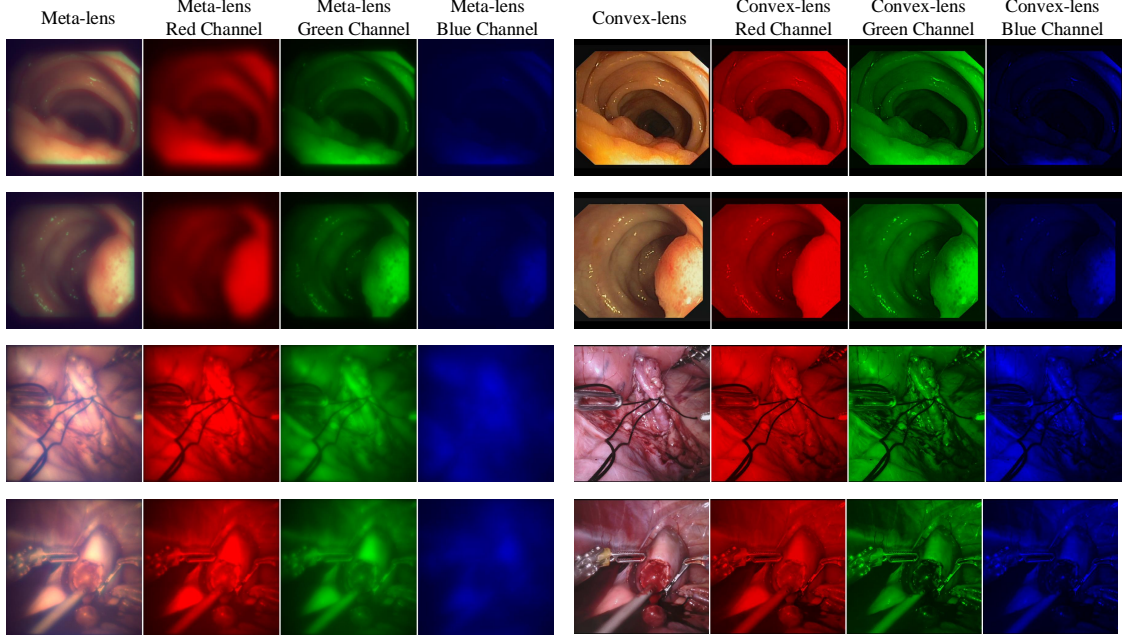 Meta-lens
Meta-lens
Red Channel
Meta-lens
Green Channel
Meta-lens
Blue Channel
Convex-lens
Convex-lens
Red Channel
Convex-lens
Green Channel
Convex-lens
Blue Channel